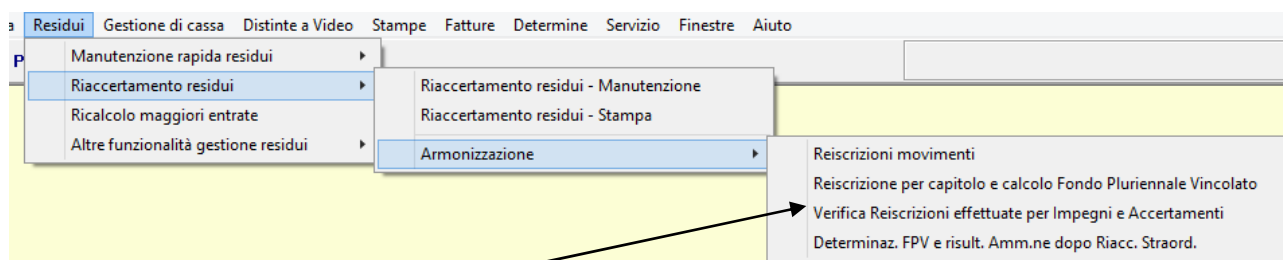 a Residui Gestione di cassa Distinte a Video Stampe Fatture Determine Servizio Finestre Aiuto
P
Manutenzione rapida residui
Riaccertamento residui
Ricalcolo maggiori entrate
Altre funzionalità gestione residui
Riaccertamento residui - Manutenzione
Riaccertamento residui - Stampa
Armonizzazione
Reiscrizioni movimenti
Reiscrizione per capitolo e calcolo Fondo Pluriennale Vincolato
Verifica Reiscrizioni effettuate per Impegni e Accertamenti
Determinaz. FPV e risult. Amm.ne dopo Riacc. Straord.